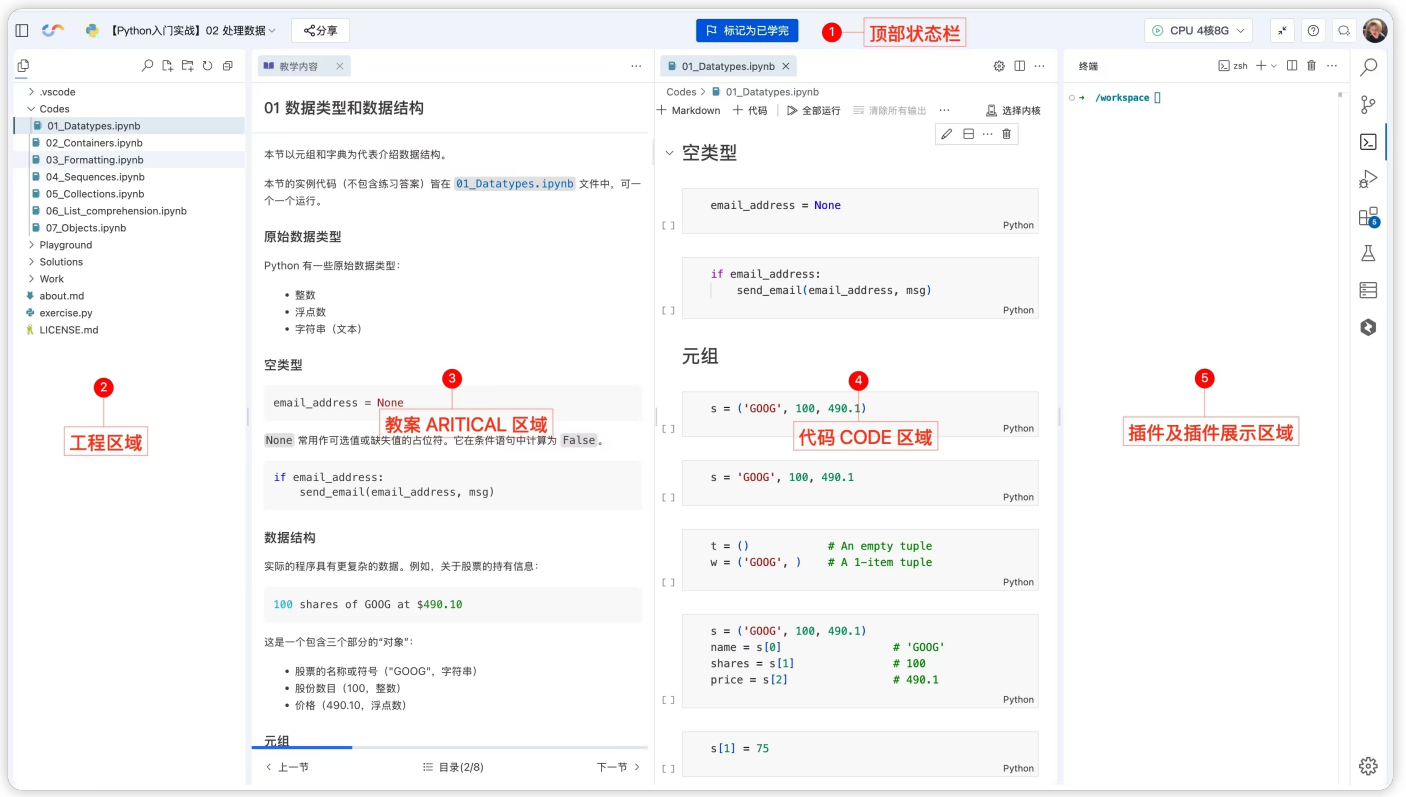 【Python入门实战】02 处理数据
分享
标记为已学完
1
顶部状态栏
CPU 4核8G
.vscode
Codes
01_Datatypes.ipynb
02_Containers.ipynb
03_Formatting.ipynb
04_Sequences.ipynb
05_Collections.ipynb
06_List_comprehension.ipynb
07_Objects.ipynb
Playground
Solutions
Work
about.md
exercise.py
LICENSE.md
2
工程区域
教学内容
01 数据类型和数据结构
本节以元组和字典为代表介绍数据结构。
本节的实例代码（不包含练习答案）皆在 01_Datatypes.ipynb 文件中，可一
一个运行。
原始数据类型
Python 有一些原始数据类型：
• 整数
• 浮点数
• 字符串（文本）
空类型
email_address = None
3
教案 ARITICAL 区域
None 常用作可选值或缺失值的占位符。它在条件语句中计算为 False 。
if email_address:
send_email(email_address, msg)
数据结构
实际的程序具有更复杂的数据。例如，关于股票的持有信息：
100 shares of GOOG at $490.10
这是一个包含三个部分的“对象”：
• 股票的名称或符号（"GOOG"，字符串）
• 股份数目（100，整数）
• 价格（490.10，浮点数）
元组
上一节
目录(2/8)
下一节
01_Datatypes.ipynb
Codes > 01_Datatypes.ipynb
Markdown
代码
全部运行
清除所有输出
选择内核
空类型
email_address = None
[ ]
Python
if email_address:
send_email(email_address, msg)
[ ]
Python
元组
4
s = ('GOOG', 100, 490.1)
[ ]
Python
代码 CODE 区域
s = 'GOOG', 100, 490.1
[ ]
Python
t = () # An empty tuple
w = ('GOOG', ) # A 1-item tuple
[ ]
Python
s = ('GOOG', 100, 490.1)
name = s[0] # 'GOOG'
shares = s[1] # 100
price = s[2] # 490.1
[ ]
Python
s[1] = 75
[ ]
Python
终端
zsh
/workspace
5
插件及插件展示区域
5